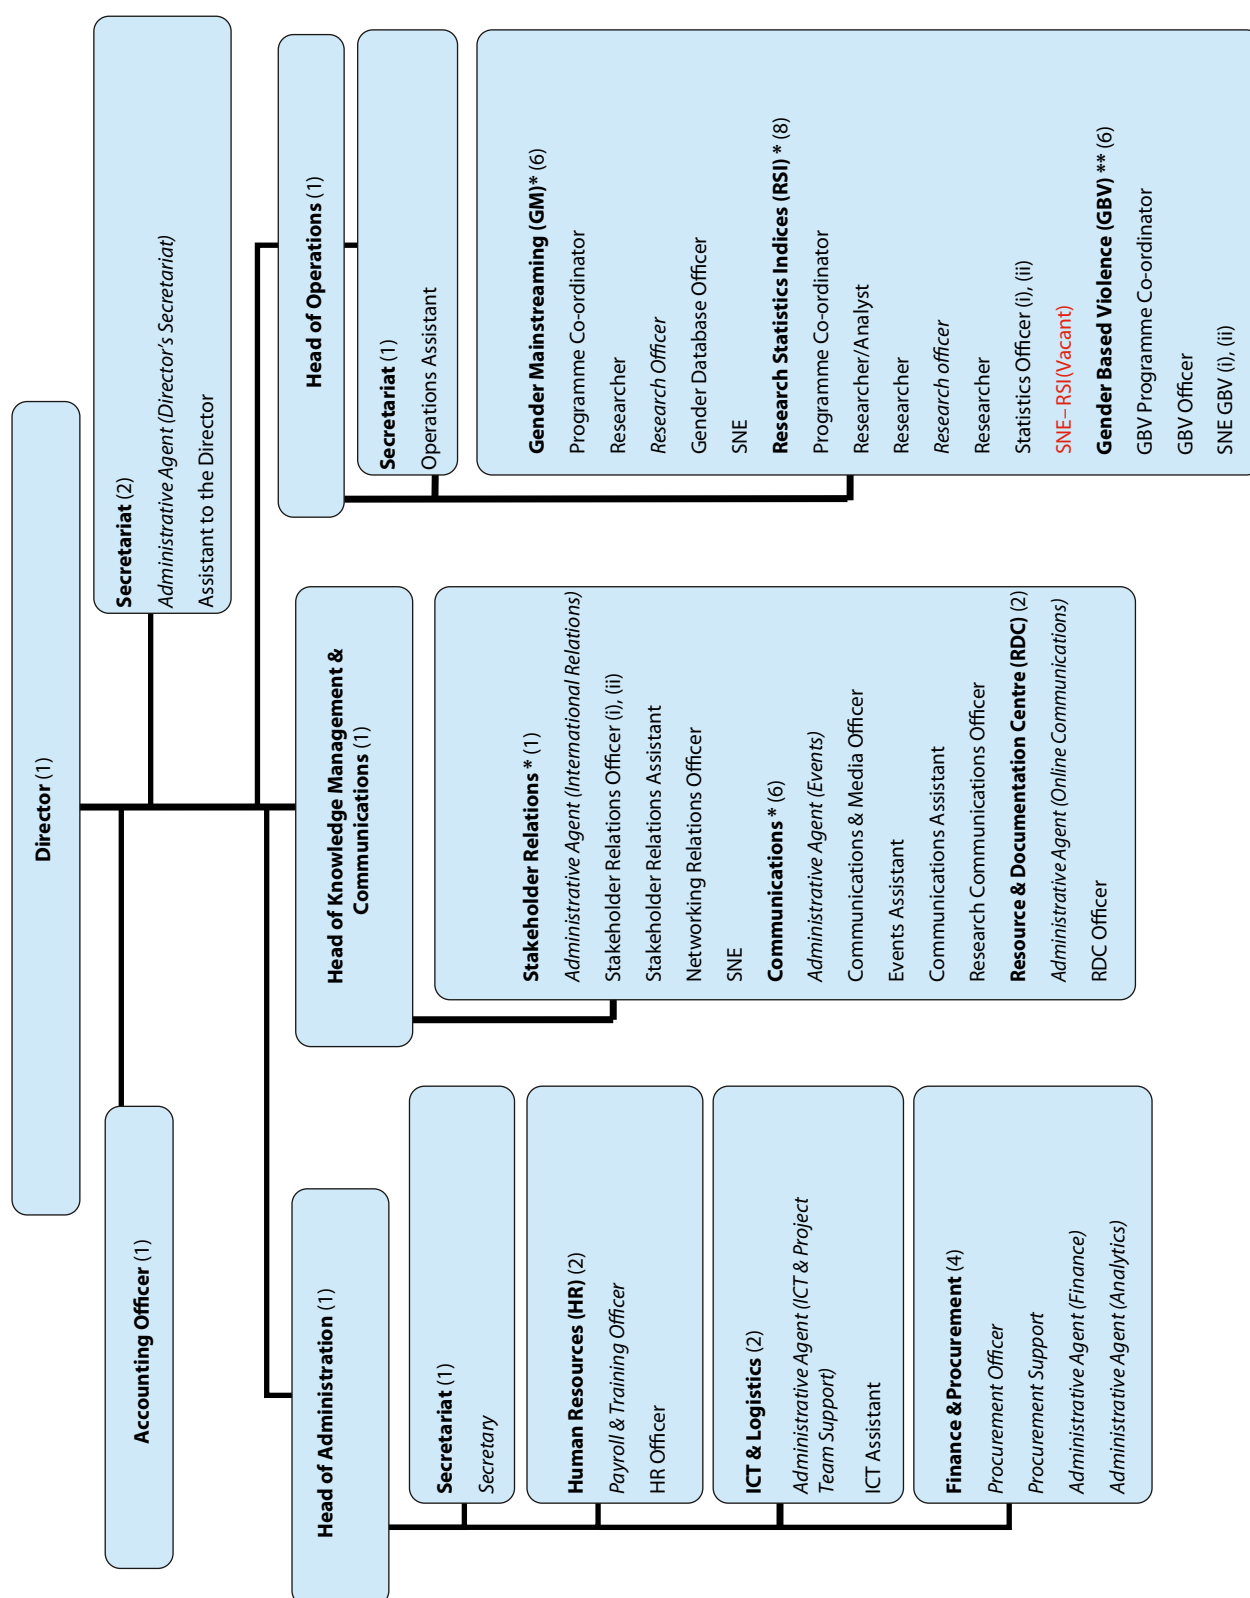 Director (1)
Accounting Officer (1)
Secretariat (2)
Administrative Agent (Director’s Secretariat)
Assistant to the Director
Head of Administration (1)
Secretariat (1)
Secretary
Human Resources (HR) (2)
Payroll & Training Officer
HR Officer
ICT & Logistics (2)
Administrative Agent (ICT & Project
Team Support)
ICT Assistant
Finance &Procurement (4)
Procurement Officer
Procurement Support
Administrative Agent (Finance)
Administrative Agent (Analytics)
Head of Knowledge Management &
Communications (1)
Stakeholder Relations * (1)
Administrative Agent (International Relations)
Stakeholder Relations Officer (i), (ii)
Stakeholder Relations Assistant
Networking Relations Officer
SNE
Communications * (6)
Administrative Agent (Events)
Communications & Media Officer
Events Assistant
Communications Assistant
Research Communications Officer
Resource & Documentation Centre (RDC) (2)
Administrative Agent (Online Communications)
RDC Officer
Head of Operations (1)
Secretariat (1)
Operations Assistant
Gender Mainstreaming (GM)* (6)
Programme Co-ordinator
Researcher
Research Officer
Gender Database Officer
SNE
Research Statistics Indices (RSI) * (8)
Programme Co-ordinator
Researcher/Analyst
Researcher
Research officer
Researcher
Statistics Officer (i), (ii)
SNE–RSI(Vacant)
Gender Based Violence (GBV) ** (6)
GBV Programme Co-ordinator
GBV Officer
SNE GBV (i), (ii)